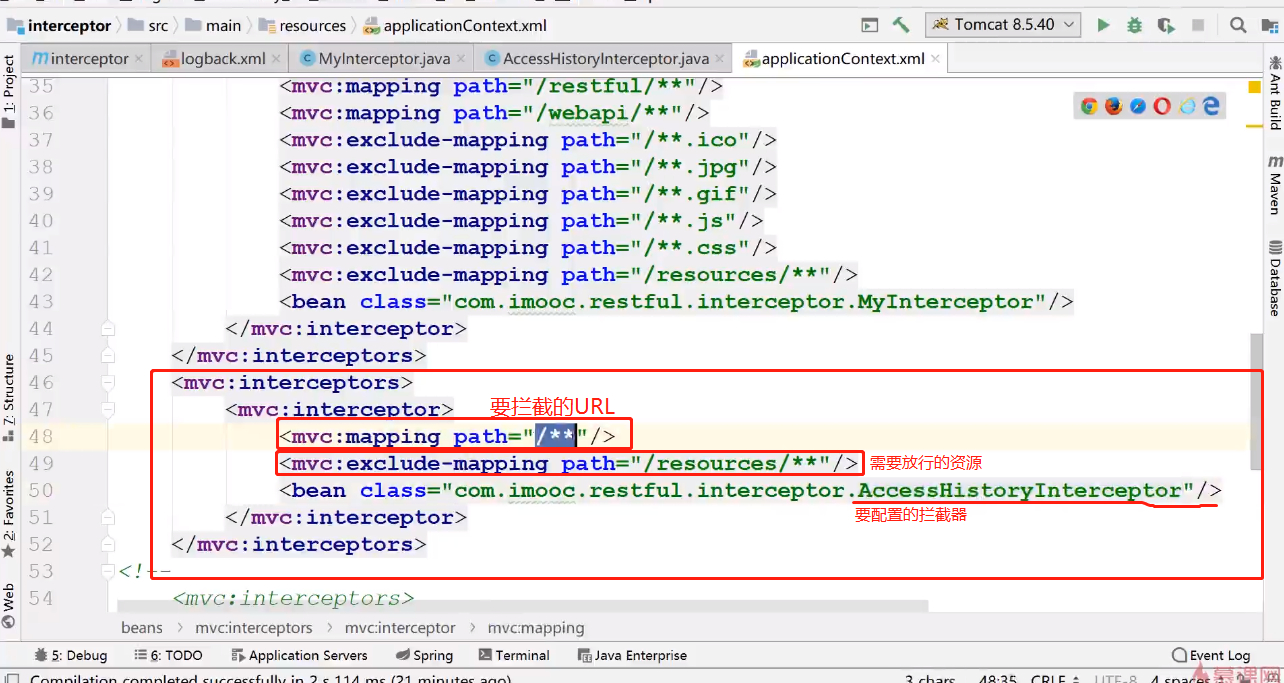 interceptor src main resources applicationContext.xml Tomcat 8.5.40
interceptor logback.xml MyInterceptor.java AccessHistoryInterceptor.java applicationContext.xml
1: Project
7: Structure
2: Favorites
Web
35 <mvc:mapping path="/restful/**"/>
36 <mvc:mapping path="/webapi/**"/>
37 <mvc:exclude-mapping path="/**.ico"/>
38 <mvc:exclude-mapping path="/**.jpg"/>
39 <mvc:exclude-mapping path="/**.gif"/>
40 <mvc:exclude-mapping path="/**.js"/>
41 <mvc:exclude-mapping path="/**.css"/>
42 <mvc:exclude-mapping path="/resources/**"/>
43 <bean class="com.imooc.restful.interceptor.MyInterceptor"/>
44 </mvc:interceptor>
45 </mvc:interceptors>
46 <mvc:interceptors>
47 <mvc:interceptor>
要拦截的URL
48 <mvc:mapping path="/**"/>
49 <mvc:exclude-mapping path="/resources/**"/> 需要放行的资源
50 <bean class="com.imooc.restful.interceptor.AccessHistoryInterceptor"/>
要配置的拦截器
51 </mvc:interceptor>
52 </mvc:interceptors>
53 <!--
54 <mvc:interceptors>
Ant Build
Maven
Database
beans mvc:interceptors mvc:interceptor mvc:mapping
5: Debug 6: TODO Application Servers Spring Terminal Java Enterprise Event Log
Compilation completed successfully in 2 s 114 ms (21 minutes ago) 3 chars 48:35 CRLF UTF-8 4 spaces
慕课网